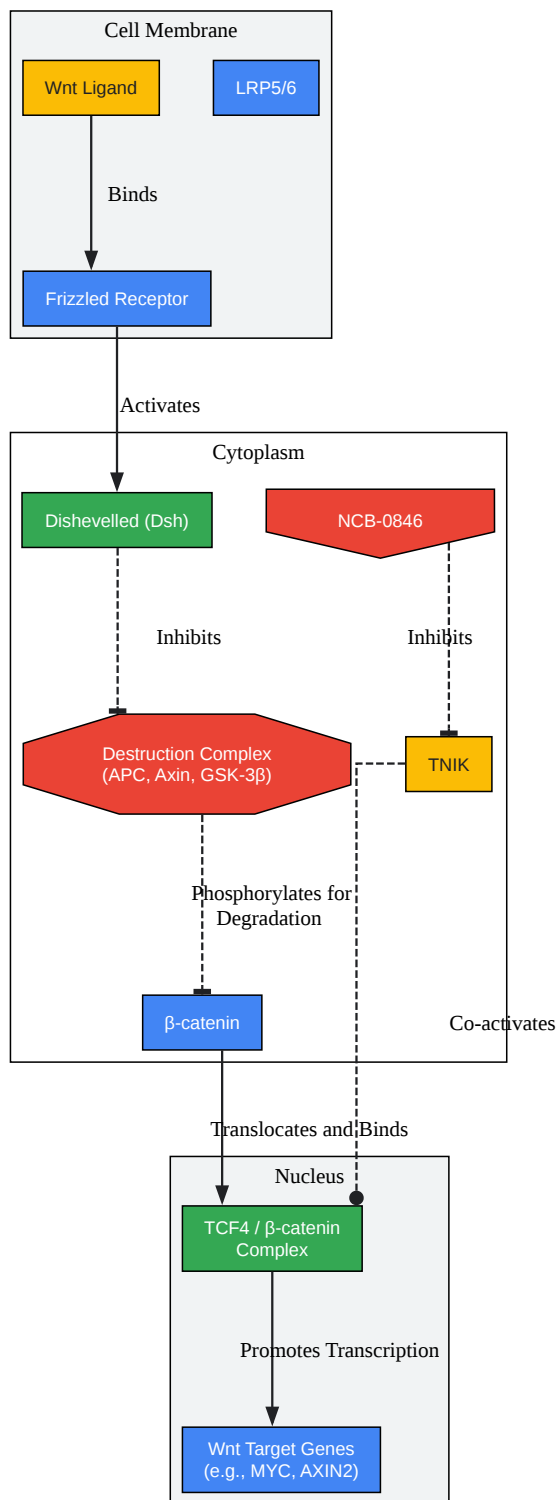 Cell Membrane
Wnt Ligand
LRP5/6
Binds
Frizzled Receptor
Activates
Cytoplasm
Dishevelled (Dsh)
NCB-0846
Inhibits
Inhibits
Destruction Complex
(APC, Axin, GSK-3β)
TNIK
Phosphorylates for
Degradation
β-catenin
Co-activates
Translocates and Binds
Nucleus
TCF4 / β-catenin
Complex
Promotes Transcription
Wnt Target Genes
(e.g., MYC, AXIN2)